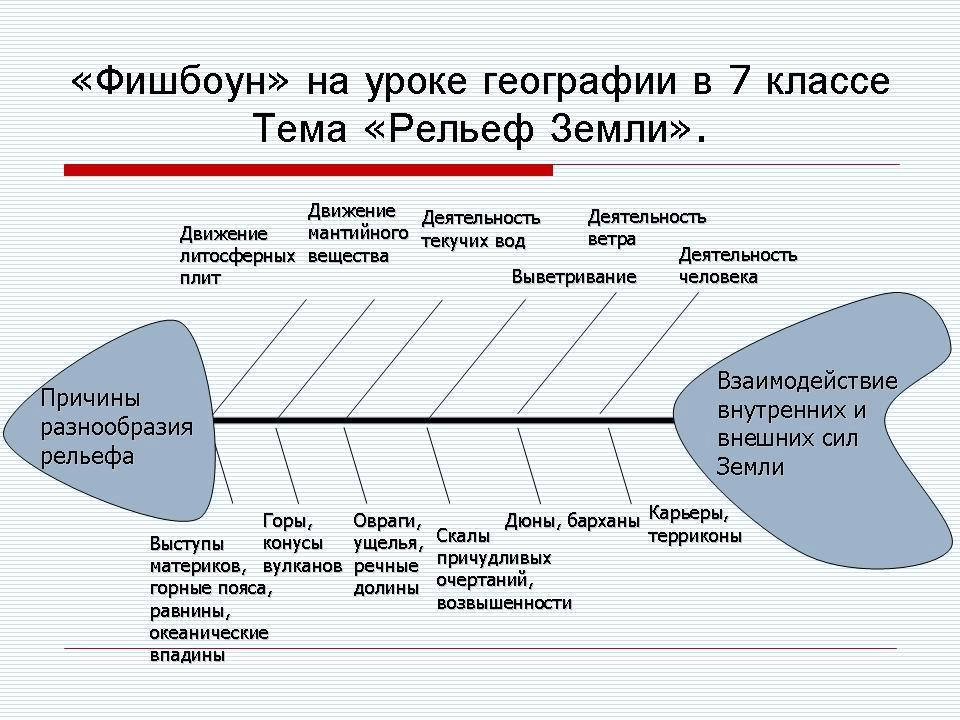 «Фишбоун» на уроке географии в 7 классе
Тема «Рельеф Земли».
Движение
литосферных
плит
Движение
мантийного
вещества
Деятельность
текучих вод
Выветривание
Деятельность
ветра
Деятельность
человека
Причины
разнообразия
рельефа
Взаимодействие
внутренних и
внешних сил
Земли
Выступы
материков,
горные пояса,
равнины,
океанические
впадины
Горы,
конусы
вулканов
Овраги,
ущелья,
речные
долины
Скалы
причудливых
очертаний,
возвышенности
Дюны, барханы
Карьеры,
терриконы